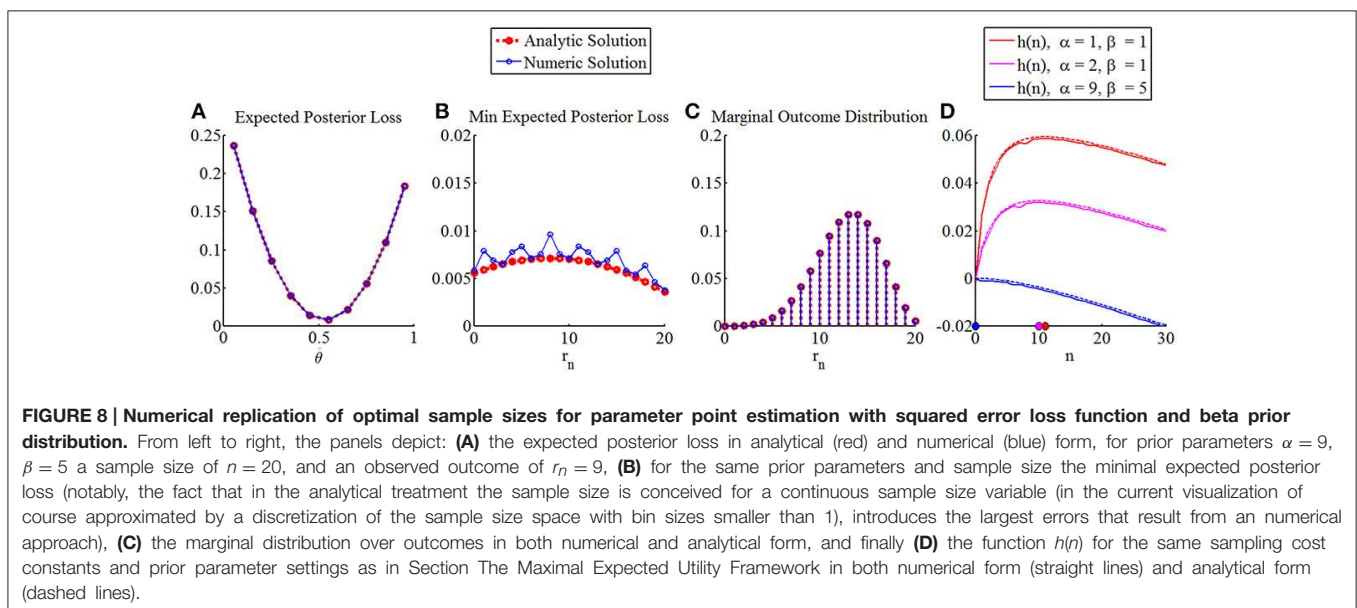 Analytic Solution
Numeric Solution
h(n), α = 1, β = 1
h(n), α = 2, β = 1
h(n), α = 9, β = 5
A Expected Posterior Loss
0.25
0.2
0.15
0.1
0.05
0
0 0.5 1
θ̂
B Min Expected Posterior Loss
0.02
0.015
0.01
0.005
0
0 10 20
r_n
C Marginal Outcome Distribution
0.2
0.15
0.1
0.05
0
0 10 20
r_n
D
0.06
0.04
0.02
0
-0.02
0 10 20 30
n
FIGURE 8 | Numerical replication of optimal sample sizes for parameter point estimation with squared error loss function and beta prior
distribution. From left to right, the panels depict: (A) the expected posterior loss in analytical (red) and numerical (blue) form, for prior parameters α = 9,
β = 5 a sample size of n = 20, and an observed outcome of r_n = 9, (B) for the same prior parameters and sample size the minimal expected posterior
loss (notably, the fact that in the analytical treatment the sample size is conceived for a continuous sample size variable (in the current visualization of
course approximated by a discretization of the sample size space with bin sizes smaller than 1), introduces the largest errors that result from an numerical
approach), (C) the marginal distribution over outcomes in both numerical and analytical form, and finally (D) the function h(n) for the same sampling cost
constants and prior parameter settings as in Section The Maximal Expected Utility Framework in both numerical form (straight lines) and analytical form
(dashed lines).